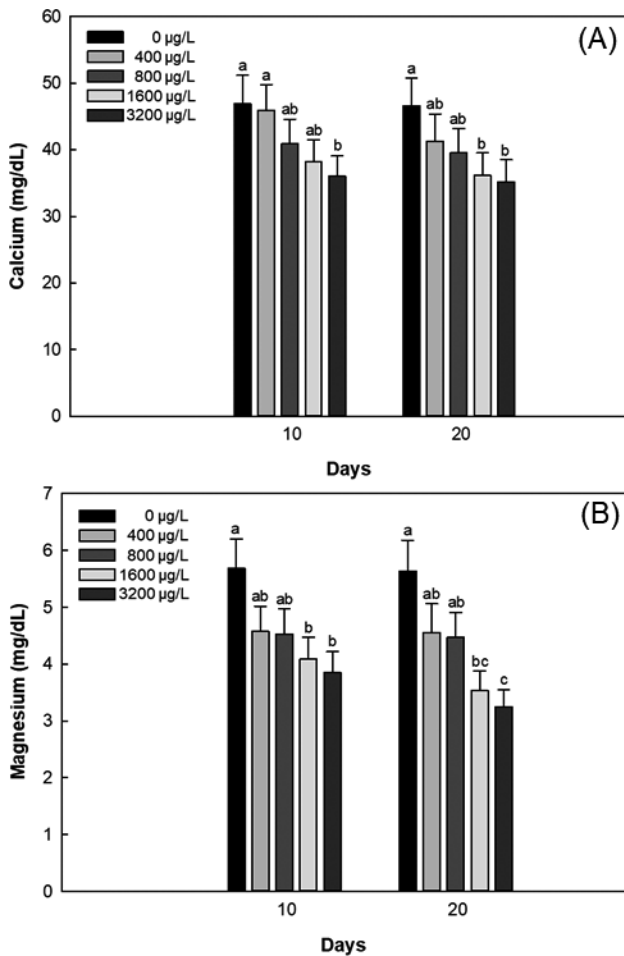 (A)
60
50
40
30
20
10
0
Calcium (mg/dL)
0 µg/L
400 µg/L
800 µg/L
1600 µg/L
3200 µg/L
a a ab ab b
a ab ab b b
10 20
Days
(B)
7
6
5
4
3
2
1
0
Magnesium (mg/dL)
0 µg/L
400 µg/L
800 µg/L
1600 µg/L
3200 µg/L
a ab ab b b
a ab ab bc c
10 20
Days